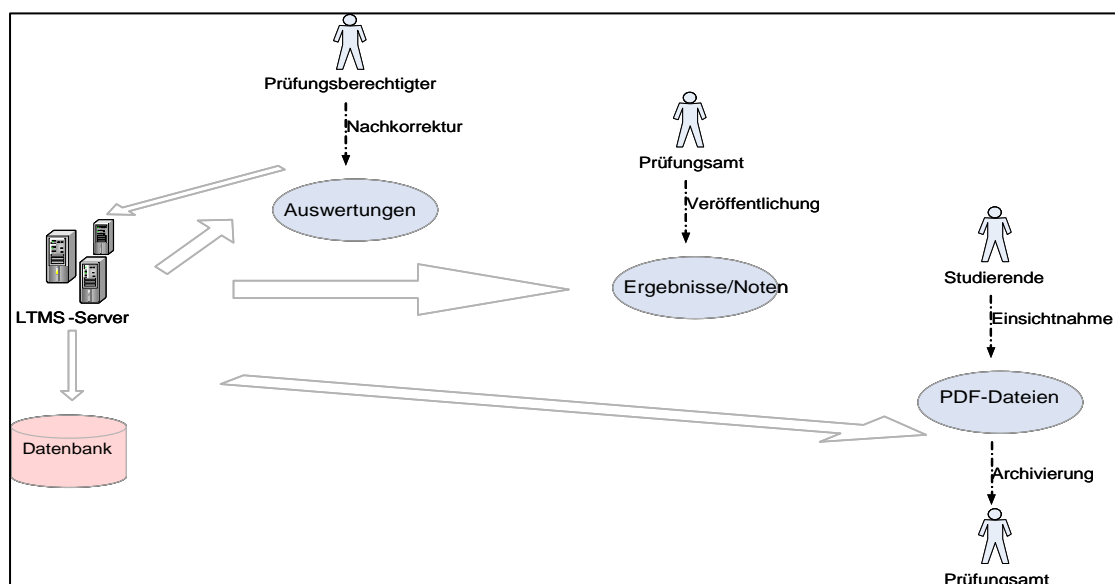 Prüfungsberechtigter
Nachkorrektur
Prüfungsamt
Auswertungen
Veröffentlichung
Ergebnisse/Noten
Studierende
LTMS -Server
Einsichtnahme
PDF-Dateien
Datenbank
Archivierung
Prüfungsamt